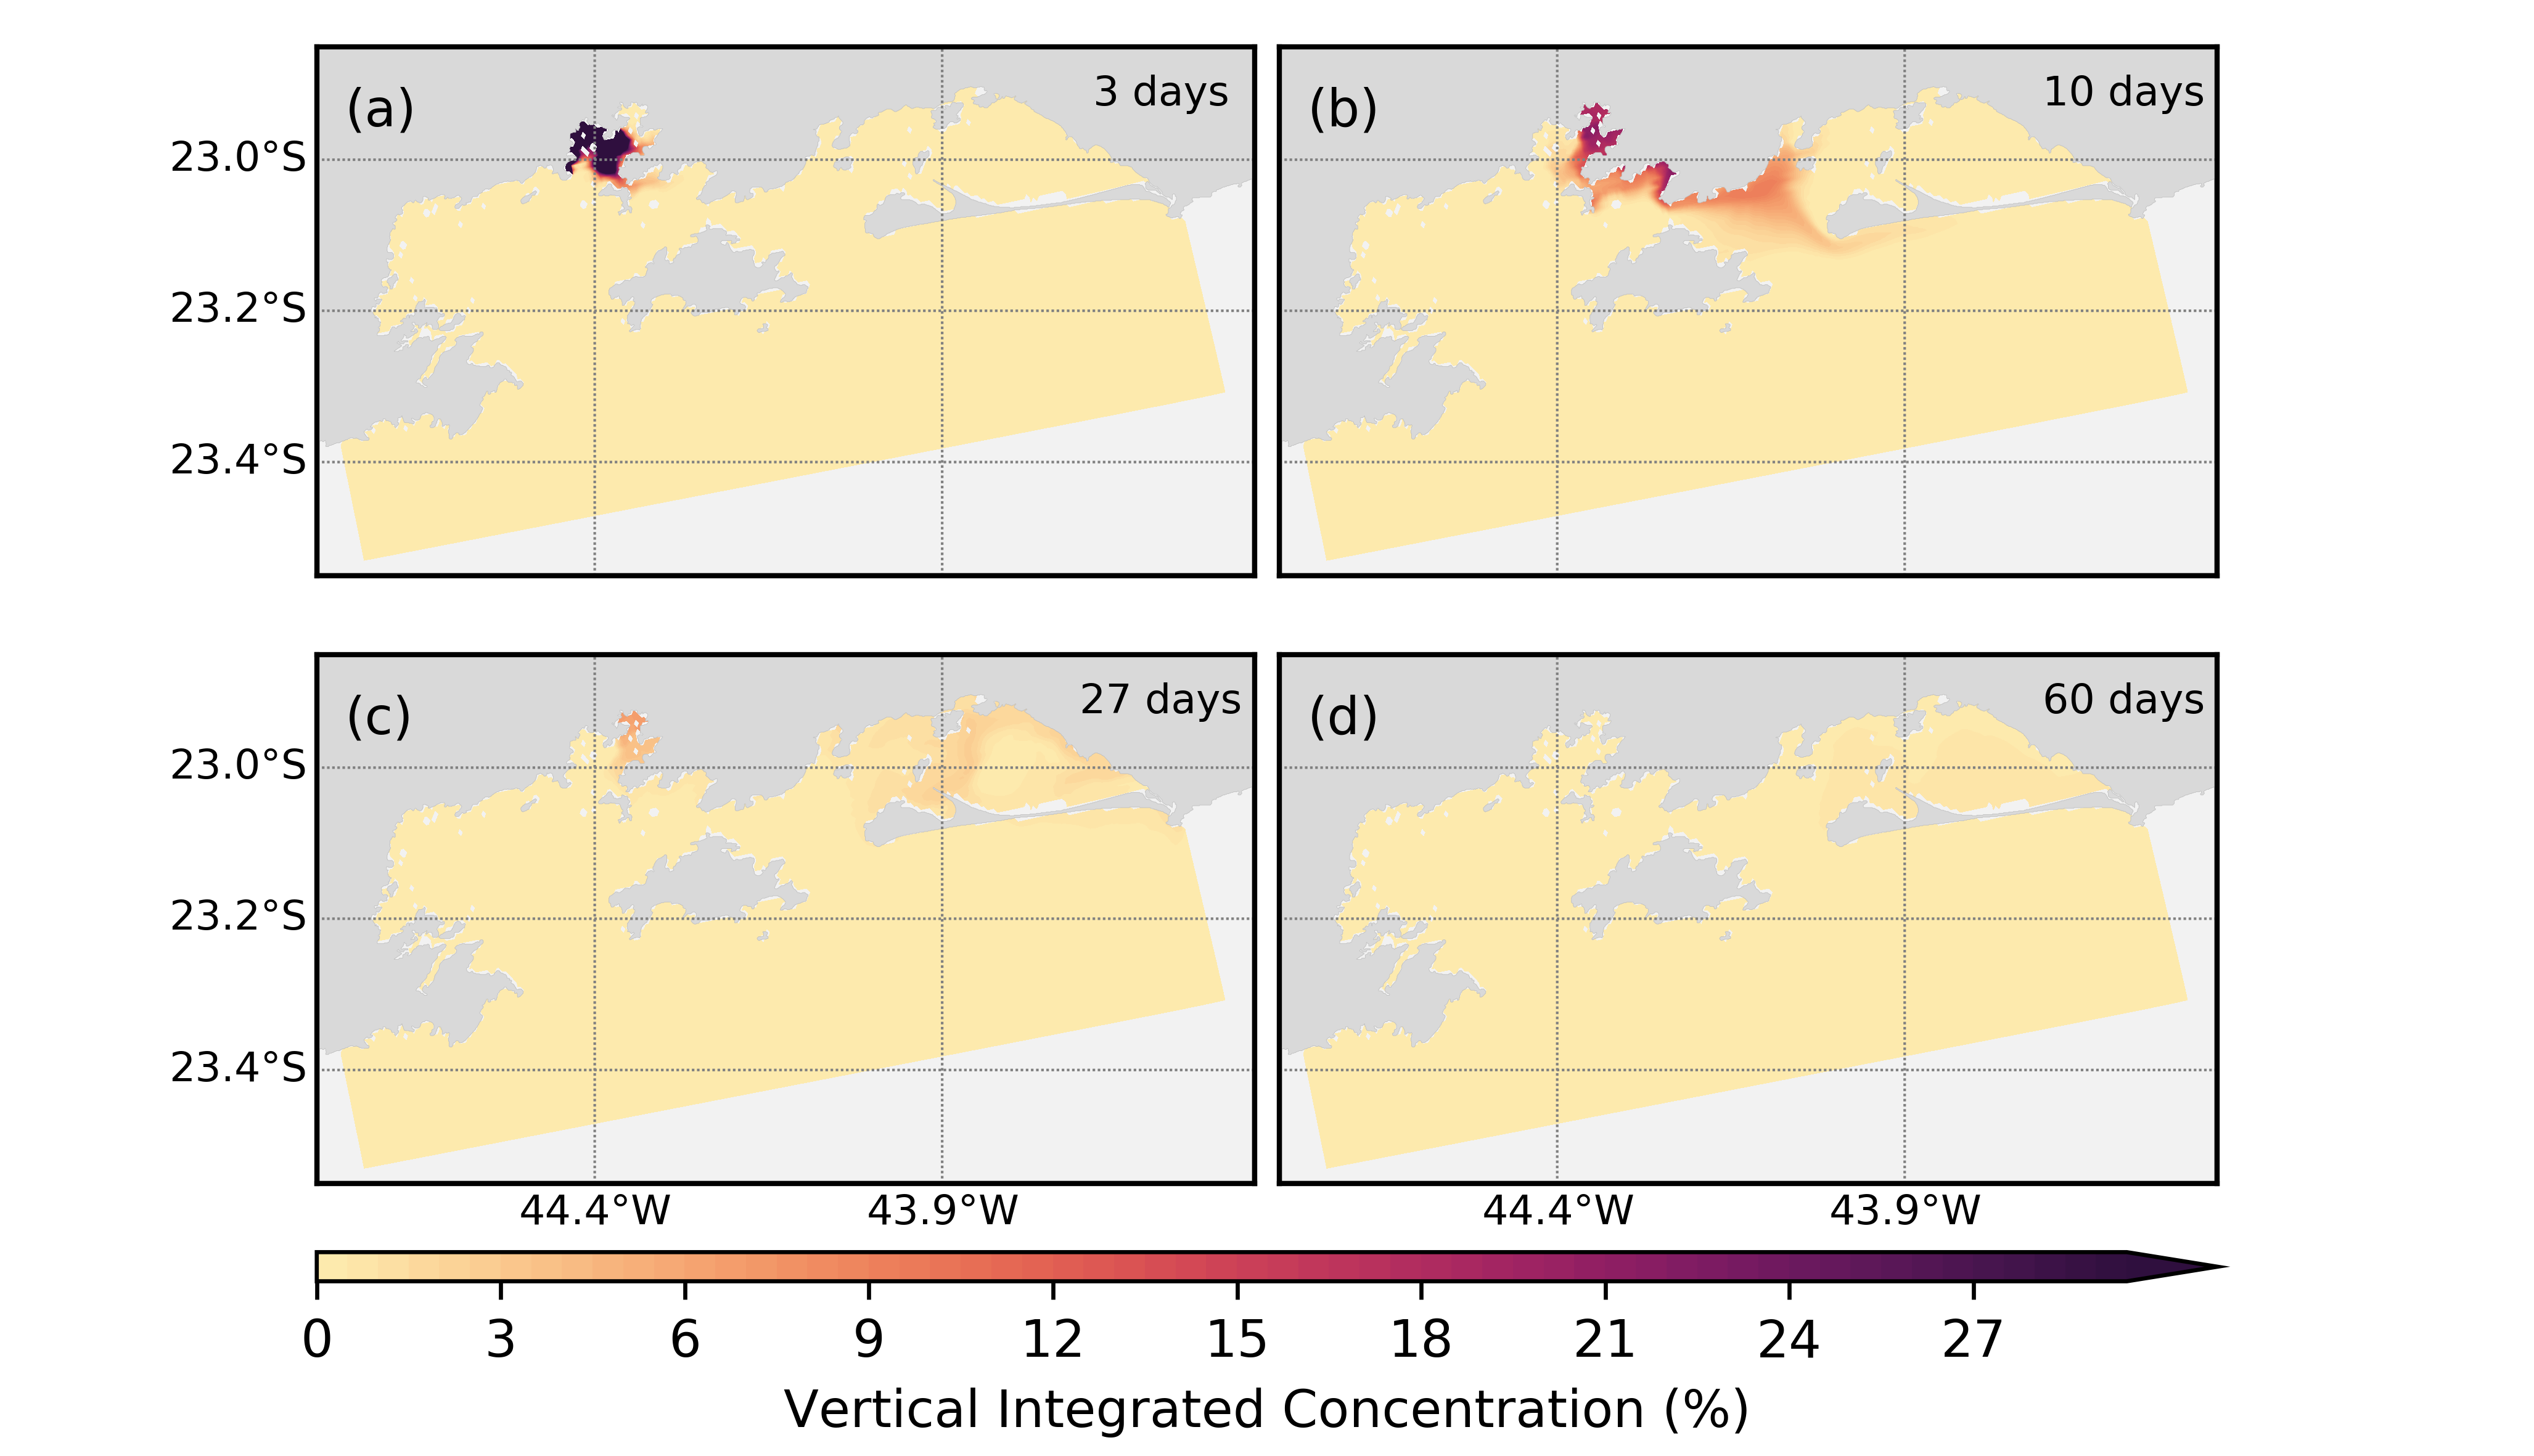 (a)
3 days
(b)
10 days
23.0°S
23.2°S
23.4°S
(c)
27 days
(d)
60 days
23.0°S
23.2°S
23.4°S
44.4°W
43.9°W
44.4°W
43.9°W
0 3 6 9 12 15 18 21 24 27
Vertical Integrated Concentration (%)